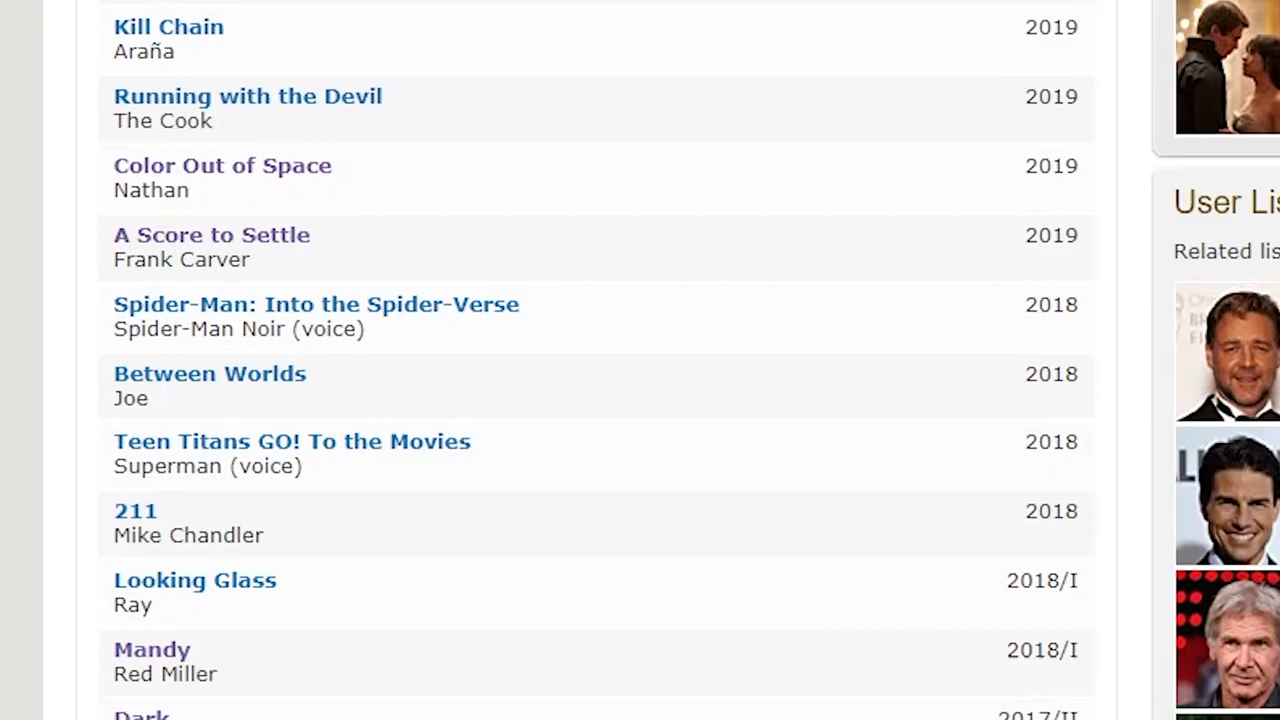 Kill Chain 2019
Araña
Running with the Devil 2019
The Cook
Color Out of Space 2019
Nathan
User Lis
A Score to Settle 2019
Related lis
Frank Carver
Spider-Man: Into the Spider-Verse 2018
Spider-Man Noir (voice)
Between Worlds 2018
Joe
Teen Titans GO! To the Movies 2018
Superman (voice)
211 2018
Mike Chandler
Looking Glass 2018/I
Ray
Mandy 2018/I
Red Miller
Dark 2017/II